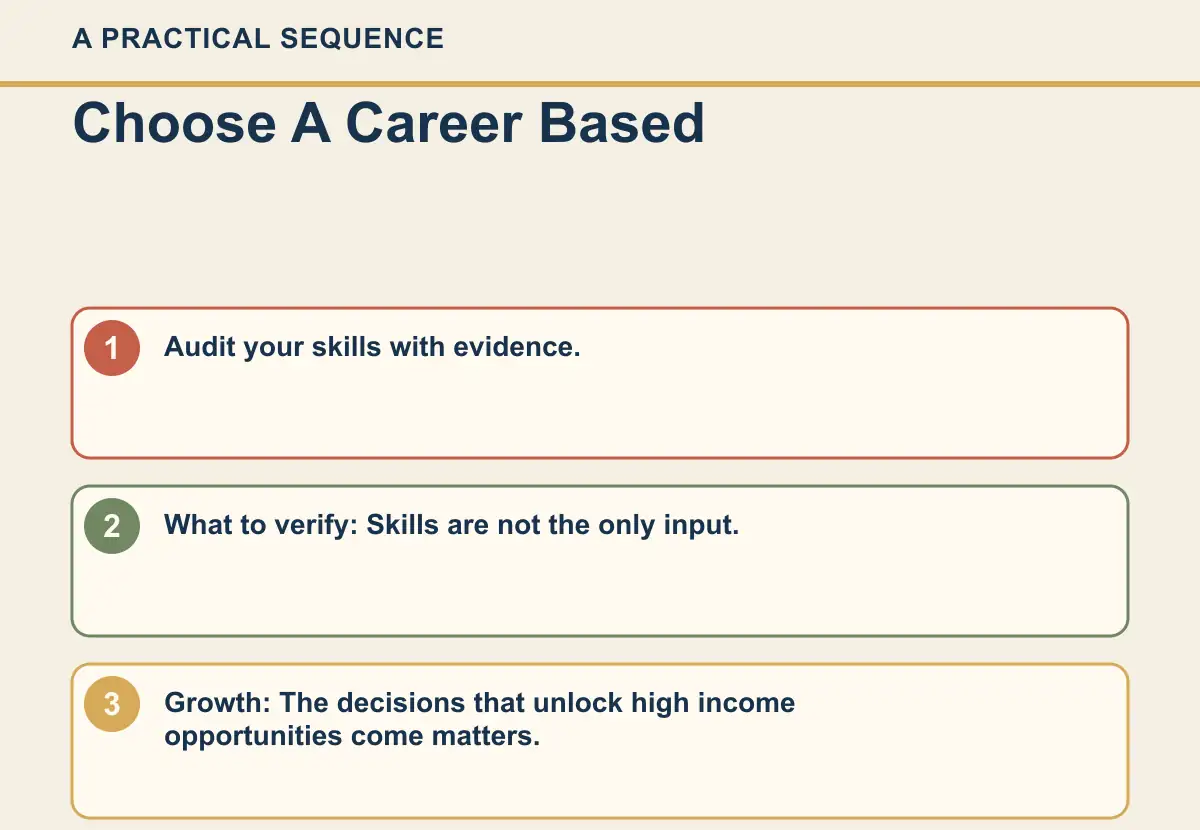 A PRACTICAL SEQUENCE
Choose A Career Based
1
Audit your skills with evidence.
2
What to verify: Skills are not the only input.
3
Growth: The decisions that unlock high income
opportunities come matters.